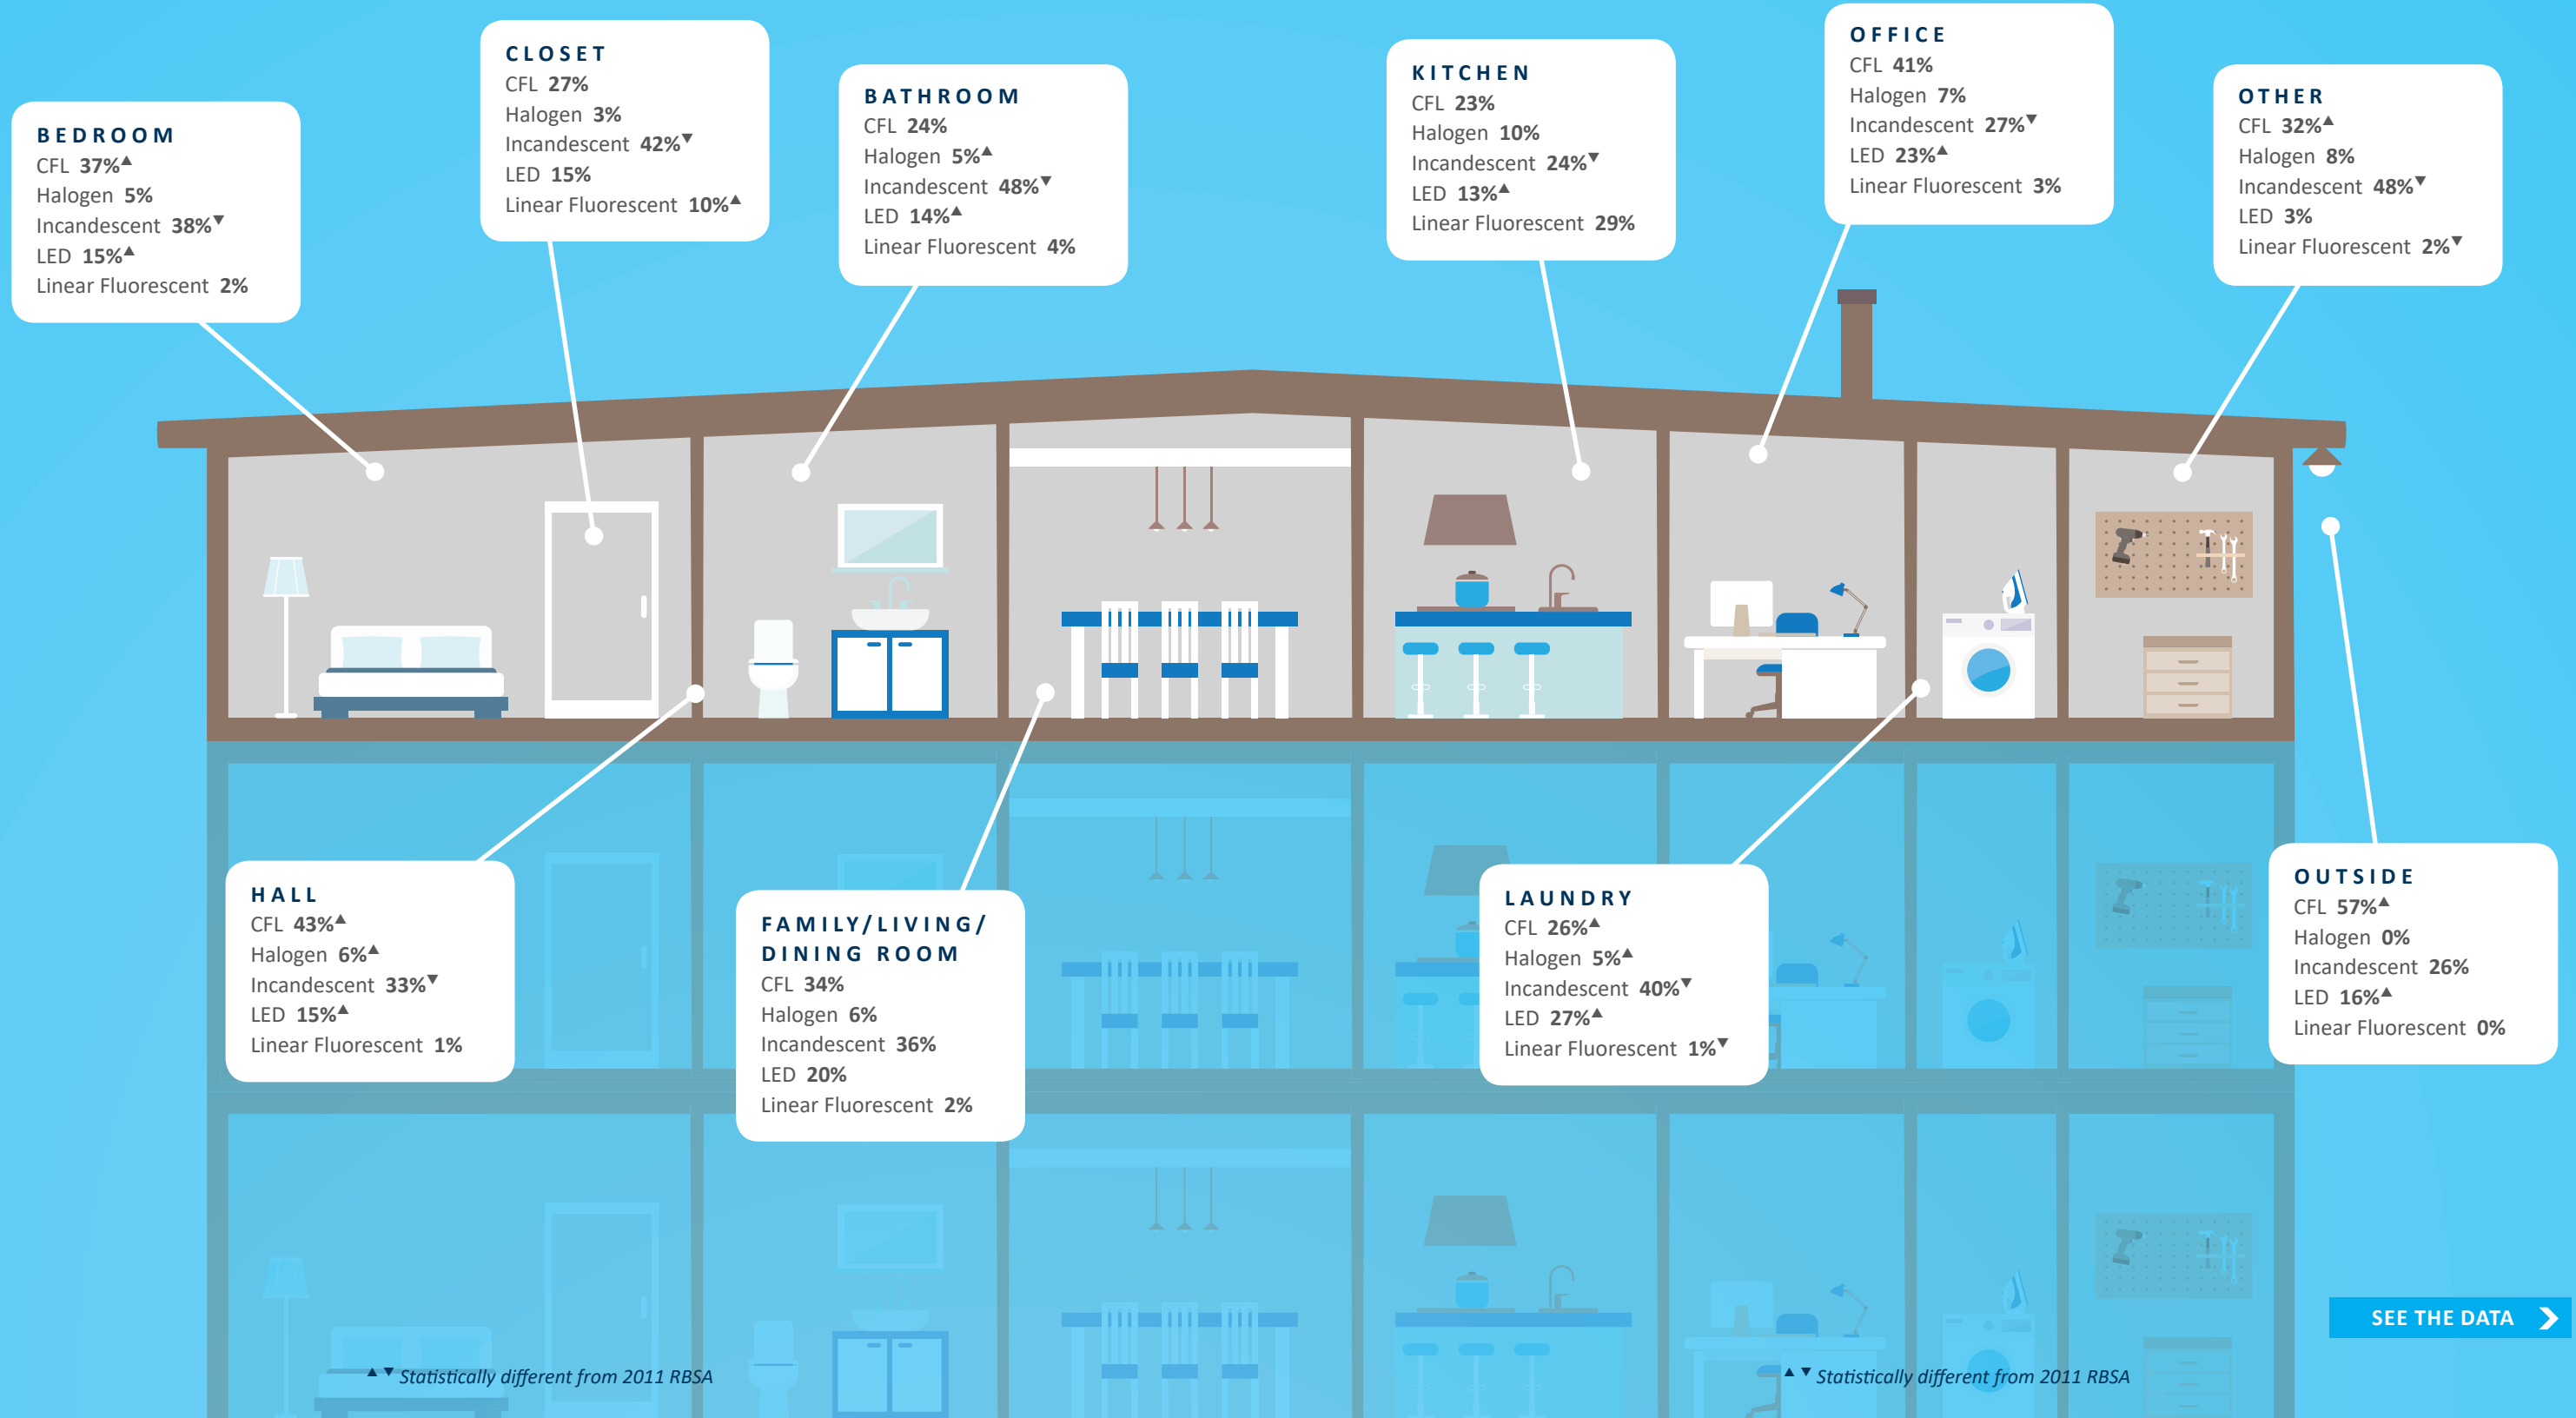 BEDROOM
CFL 37%▲
Halogen 5%
Incandescent 38%▼
LED 15%▲
Linear Fluorescent 2%
CLOSET
CFL 27%
Halogen 3%
Incandescent 42%▼
LED 15%
Linear Fluorescent 10%▲
BATHROOM
CFL 24%
Halogen 5%▲
Incandescent 48%▼
LED 14%▲
Linear Fluorescent 4%
KITCHEN
CFL 23%
Halogen 10%
Incandescent 24%▼
LED 13%▲
Linear Fluorescent 29%
OFFICE
CFL 41%
Halogen 7%
Incandescent 27%▼
LED 23%▲
Linear Fluorescent 3%
OTHER
CFL 32%▲
Halogen 8%
Incandescent 48%▼
LED 3%
Linear Fluorescent 2%▼
HALL
CFL 43%▲
Halogen 6%▲
Incandescent 33%▼
LED 15%▲
Linear Fluorescent 1%
FAMILY/LIVING/
DINING ROOM
CFL 34%
Halogen 6%
Incandescent 36%
LED 20%
Linear Fluorescent 2%
LAUNDRY
CFL 26%▲
Halogen 5%▲
Incandescent 40%▼
LED 27%▲
Linear Fluorescent 1%▼
OUTSIDE
CFL 57%▲
Halogen 0%
Incandescent 26%
LED 16%▲
Linear Fluorescent 0%
SEE THE DATA
▲ ▼ Statistically different from 2011 RBSA
▲ ▼ Statistically different from 2011 RBSA